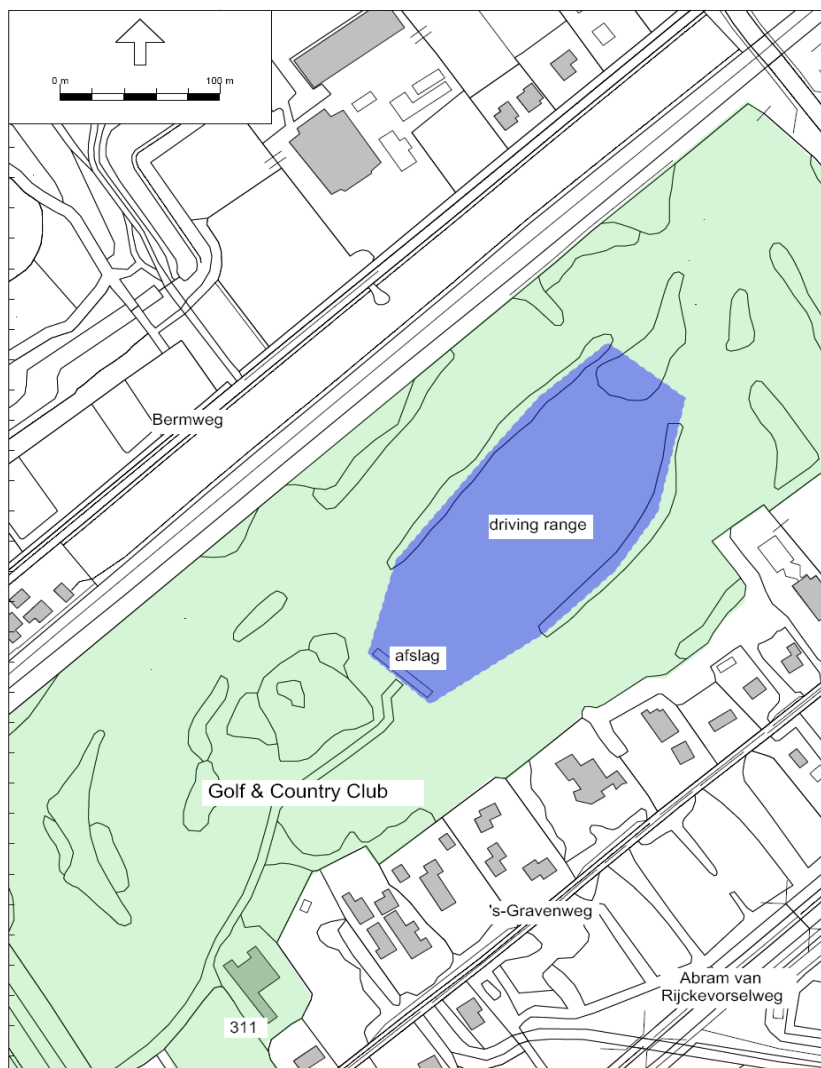 0 m
100 m
Bermweg
driving range
afslag
Golf & Country Club
's-Gravenweg
Abram van
Rijckevorselweg
311